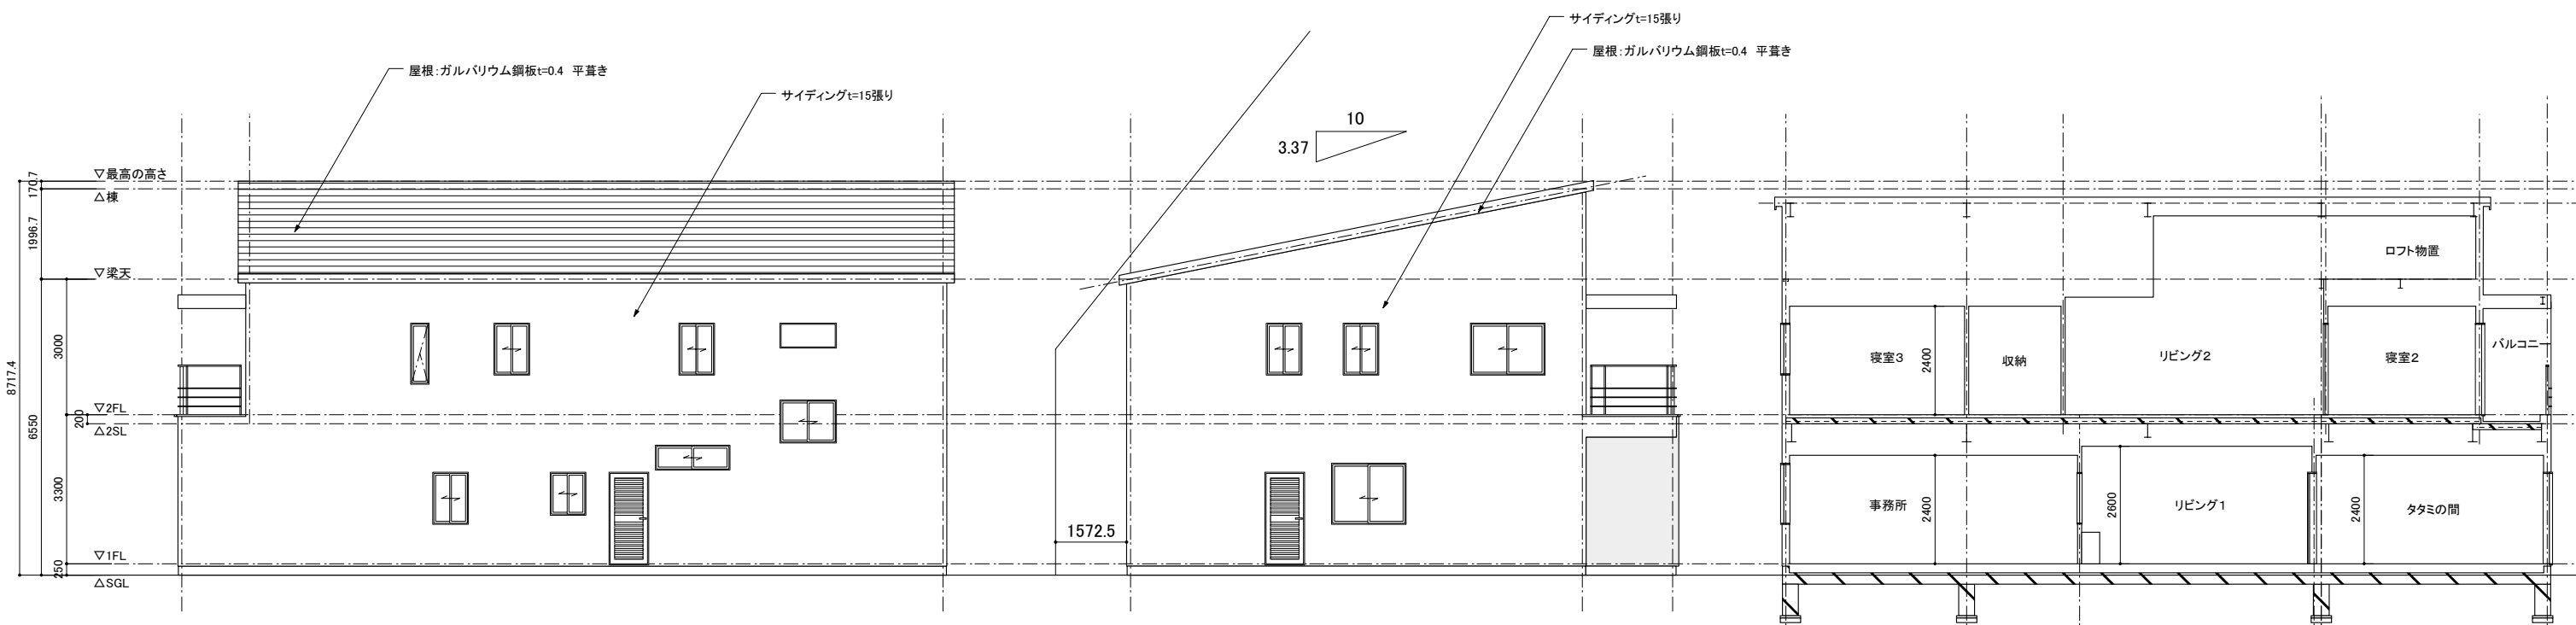 屋根:ガルバリウム鋼板t=0.4 平葺き
サイディングt=15張り
▽最高の高さ
△棟
▽梁天
▽2FL
△2SL
▽1FL
△SGL
170.7
1996.7
3000
8717.4
6550
200
3300
250
サイディングt=15張り
屋根:ガルバリウム鋼板t=0.4 平葺き
10
3.37
1572.5
ロフト物置
寝室3
2400
収納
リビング2
寝室2
バルコニー
事務所
2400
2600
リビング1
2400
タタミの間